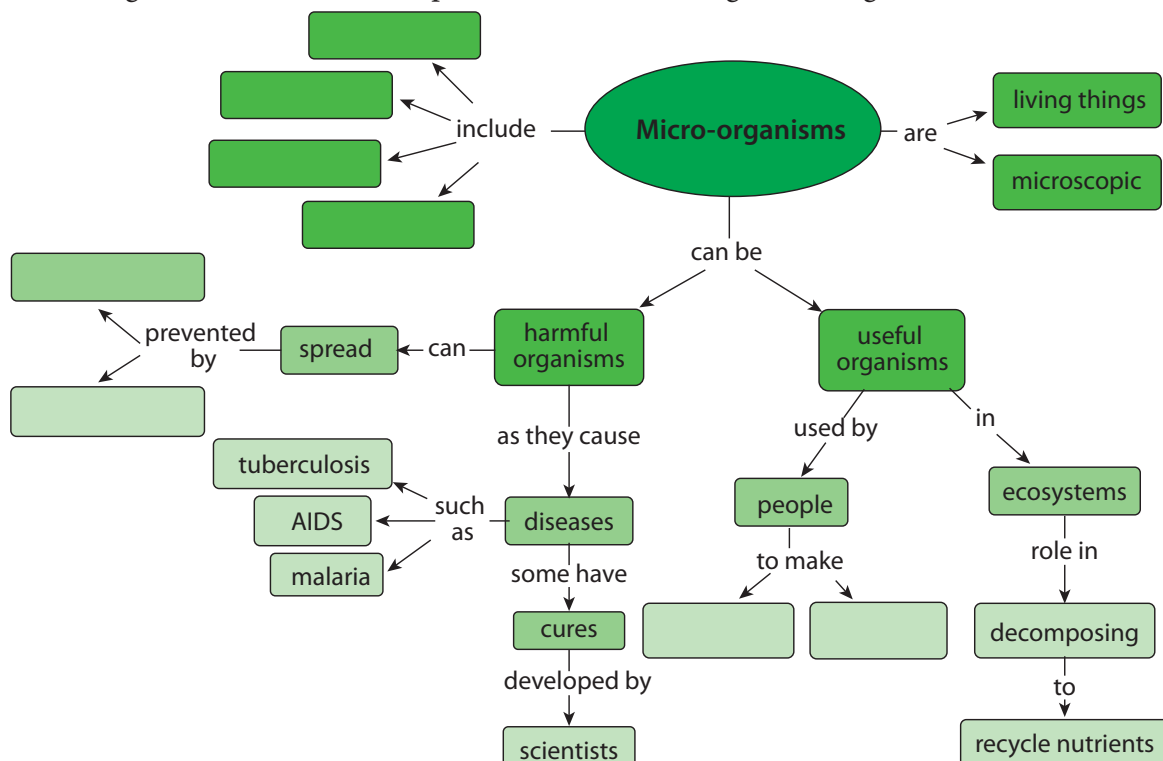 include
Micro-organisms
are
living things
microscopic
can be
prevented
by
spread
can
harmful
organisms
useful
organisms
as they cause
used by
in
tuberculosis
AIDS
malaria
such
as
diseases
people
ecosystems
some have
to make
role in
cures
decomposing
developed by
to
scientists
recycle nutrients